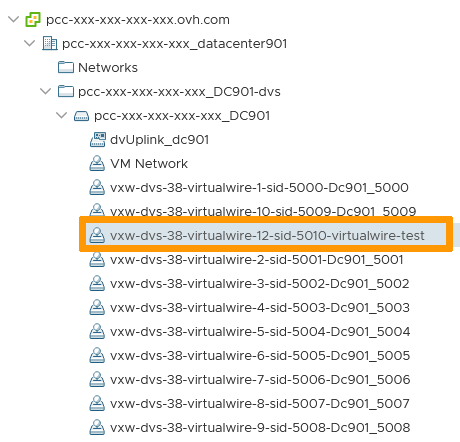 pcc-xxx-xxx-xxx-xxx.ovh.com
pcc-xxx-xxx-xxx-xxx_datacenter901
Networks
pcc-xxx-xxx-xxx-xxx_DC901-dvs
pcc-xxx-xxx-xxx-xxx_DC901
dvUplink_dc901
VM Network
vxw-dvs-38-virtualwire-1-sid-5000-Dc901_5000
vxw-dvs-38-virtualwire-10-sid-5009-Dc901_5009
vxw-dvs-38-virtualwire-12-sid-5010-virtualwire-test
vxw-dvs-38-virtualwire-2-sid-5001-Dc901_5001
vxw-dvs-38-virtualwire-3-sid-5002-Dc901_5002
vxw-dvs-38-virtualwire-4-sid-5003-Dc901_5003
vxw-dvs-38-virtualwire-5-sid-5004-Dc901_5004
vxw-dvs-38-virtualwire-6-sid-5005-Dc901_5005
vxw-dvs-38-virtualwire-7-sid-5006-Dc901_5006
vxw-dvs-38-virtualwire-8-sid-5007-Dc901_5007
vxw-dvs-38-virtualwire-9-sid-5008-Dc901_5008